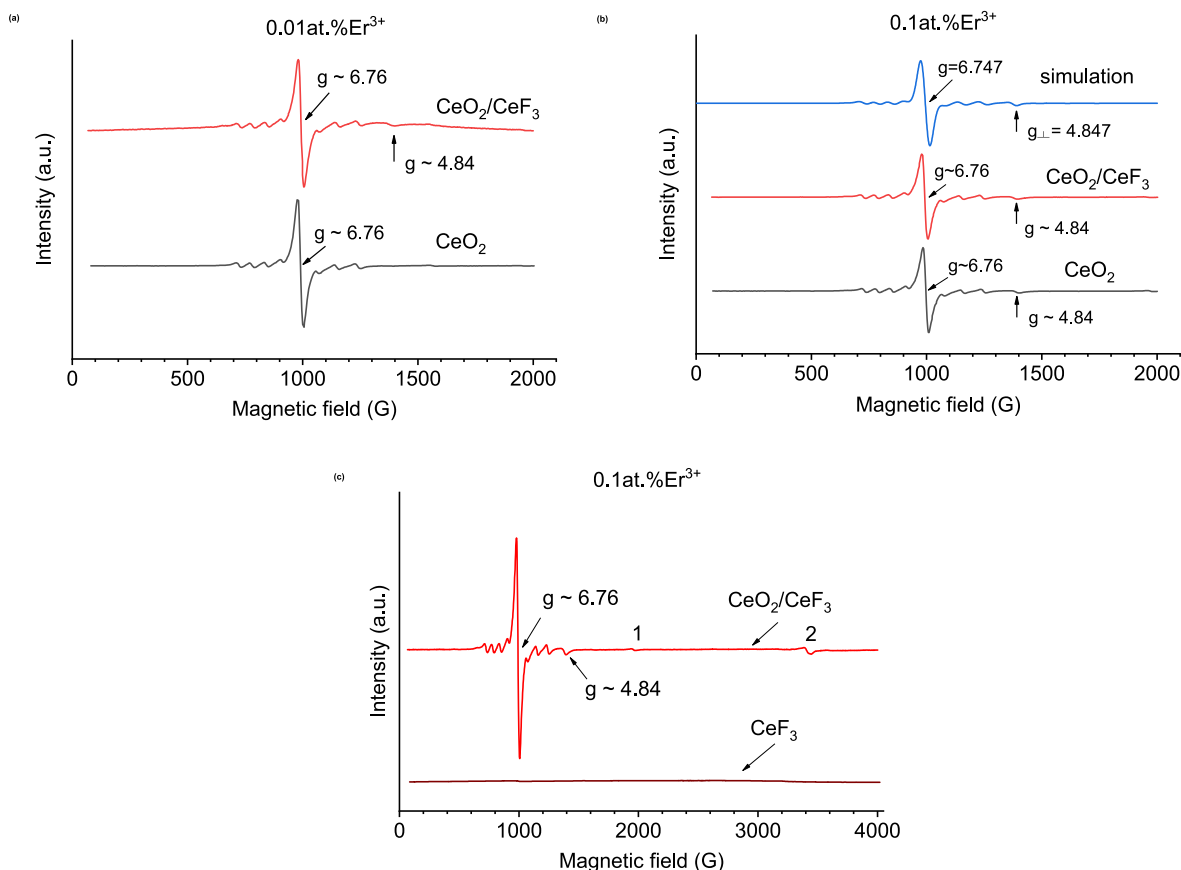 (a)
0.01at.%Er³⁺
g ~ 6.76
CeO₂/CeF₃
g ~ 4.84
g ~ 6.76
CeO₂
Intensity (a.u.)
0 500 1000 1500 2000
Magnetic field (G)
(b)
0.1at.%Er³⁺
g=6.747
simulation
g⊥= 4.847
CeO₂/CeF₃
g~6.76
g ~ 4.84
g~6.76
CeO₂
g ~ 4.84
Intensity (a.u.)
0 500 1000 1500 2000
Magnetic field (G)
(c)
0.1at.%Er³⁺
g ~ 6.76
CeO₂/CeF₃
1 2
g ~ 4.84
CeF₃
Intensity (a.u.)
0 1000 2000 3000 4000
Magnetic field (G)